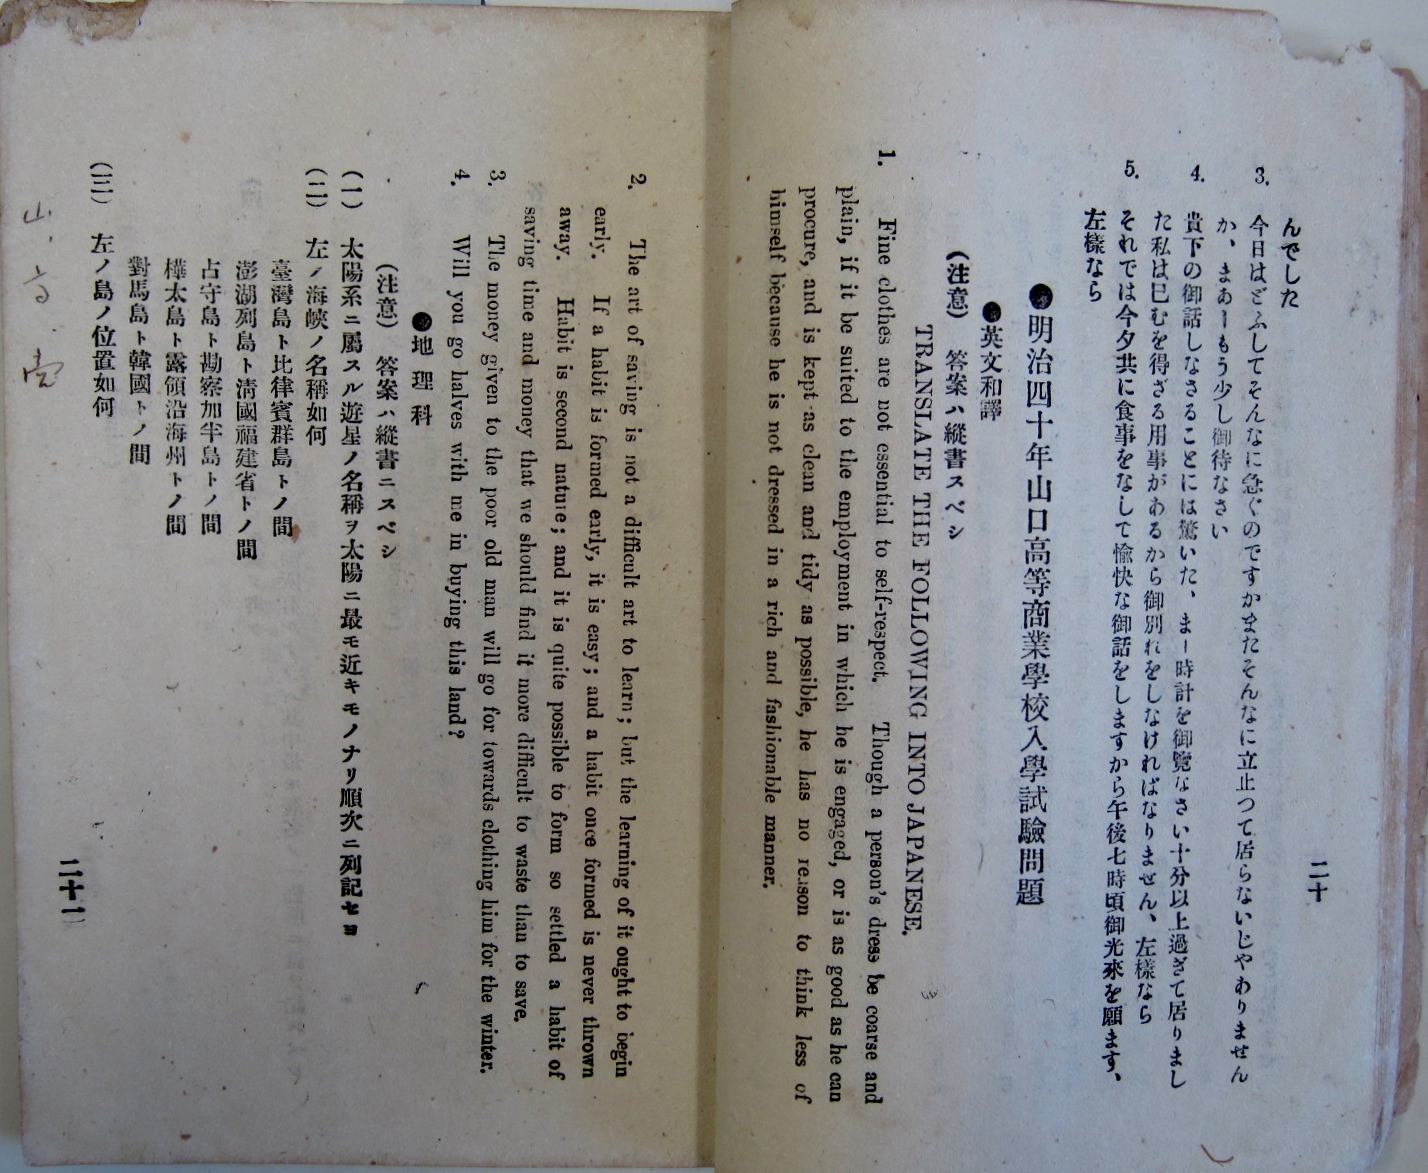 んでした
3. 今日はどふしてそんなに急ぐのですかまたそんなに立止つて居らないじやわりません
か、まあーもう少し御待なさい
4. 貴下の御話しなさることには驚いた、まー時計を御覽なさい十分以上過ぎて居りまし
た私は已むを得ざる用事があるから御別れをしなければなりません、左樣なら
5. それでは今夕共に食事をなして愉快な御話をしますから午後七時頃御光來を願ます、
左樣なら
●明治四十年山口高等商業學校入學試驗問題
●英文和譯
(注意) 答案ハ縱書スベシ
TRANSLATE THE FOLLOWING INTO JAPANESE.
1. Fine clothes are not essential to self-respect. Though a person's dress be coarse and
plain, if it be suited to the employment in which he is engaged, or is as good as he can
procure, and is kept as clean and tidy as possible, he has no reason to think less of
himself because he is not dressed in a rich and fashionable manner.
二十
2. The art of saving is not a difficult art to learn; but the learning of it ought to begin
early. If a habit is formed early, it is easy; and a habit once formed is never thrown
away. Habit is second nature; and it is quite possible to form so settled a habit of
saving time and money that we should find it more difficult to waste than to save.
3. The money given to the poor old man will go for towards clothing him for the winter.
4. Will you go halves with me in buying this land?
●地理科
(注意) 答案ハ縱書ニスベシ
(一) 太陽系ニ屬スル遊星ノ名稱ヲ太陽ニ最モ近キモノナリ順次ニ列記セヨ
(二) 左ノ海峽ノ名稱如何
臺灣島ト比律賓群島トノ間
澎湖列島ト淸國福建省トノ間
占守島ト勘察加半島トノ間
樺太島ト露領沿海州トノ間
對馬島ト韓國トノ間
(三) 左ノ島ノ位置如何
二十一
山、高、営